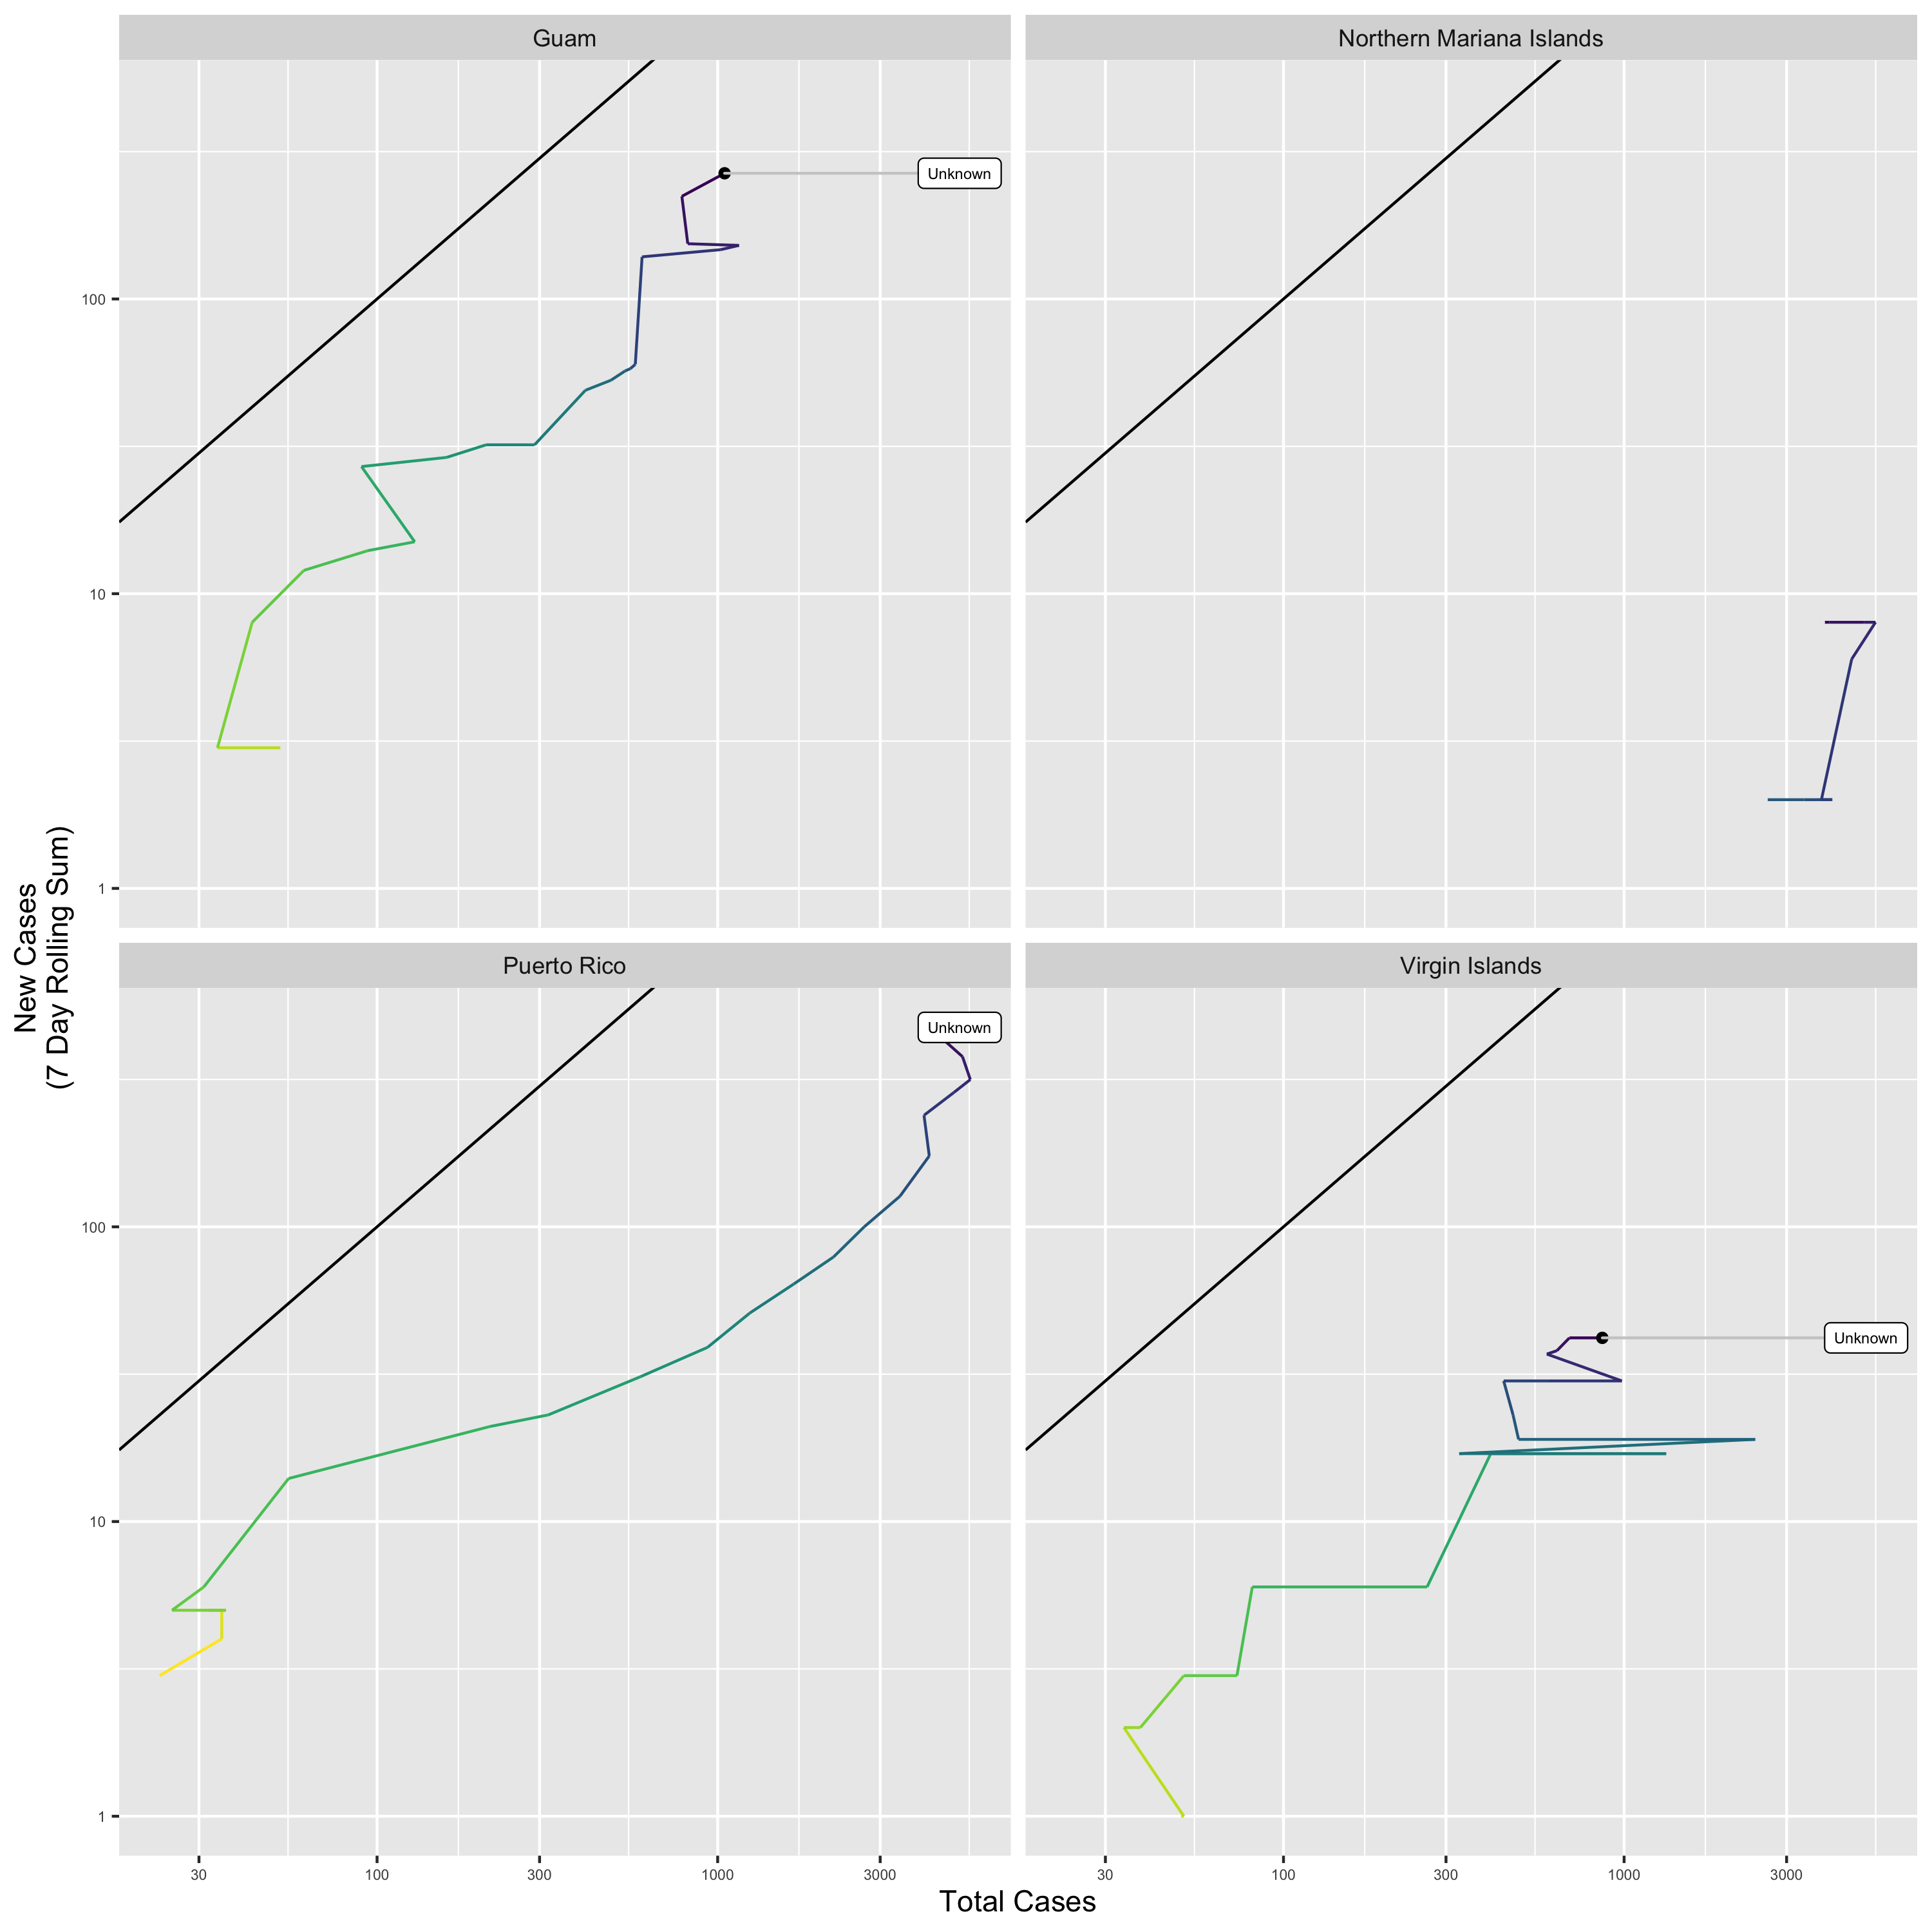 Guam
Northern Mariana Islands
Unknown
100
10
1
New Cases
(7 Day Rolling Sum)
Puerto Rico
Virgin Islands
Unknown
Unknown
100
10
1
30 100 300 1000 3000
30 100 300 1000 3000
Total Cases